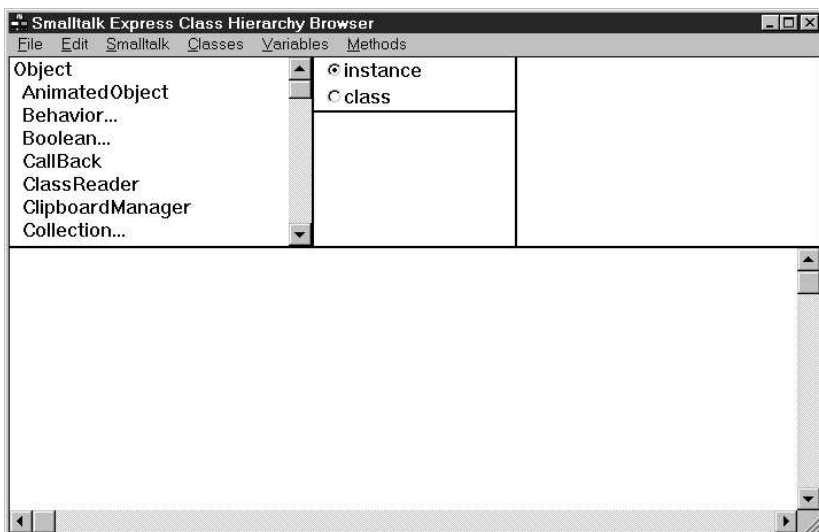 Smalltalk Express Class Hierarchy Browser
File Edit Smalltalk Classes Variables Methods
Object
AnimatedObject
Behavior...
Boolean...
CallBack
ClassReader
ClipboardManager
Collection...
instance
class